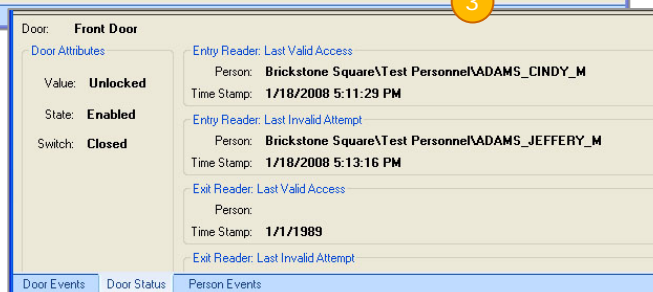 3
Door: Front Door
Door Attributes
Value: Unlocked
State: Enabled
Switch: Closed
Entry Reader: Last Valid Access
Person: Brickstone Square\Test Personnel\ADAMS_CINDY_M
Time Stamp: 1/18/2008 5:11:29 PM
Entry Reader: Last Invalid Attempt
Person: Brickstone Square\Test Personnel\ADAMS_JEFFERY_M
Time Stamp: 1/18/2008 5:13:16 PM
Exit Reader: Last Valid Access
Person:
Time Stamp: 1/1/1989
Exit Reader: Last Invalid Attempt
Door Events Door Status Person Events